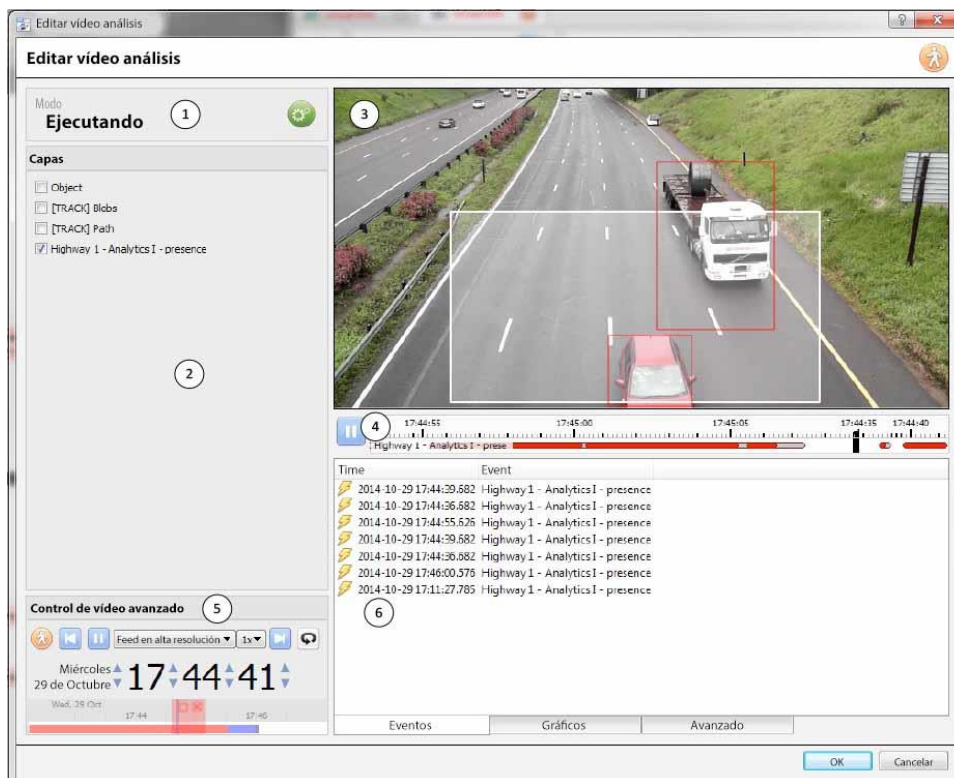 Editar vídeo análisis
Editar vídeo análisis
Modo
Ejecutando
1
Capas
Object
[TRACK] Blobs
[TRACK] Path
Highway 1 - Analytics I - presence
2
3
4
17:44:55 17:45:00 17:45:05 17:44:35 17:44:40
Highway 1 - Analytics I - prese
Time Event
2014-10-29 17:44:39.682 Highway 1 - Analytics I - presence
2014-10-29 17:44:36.682 Highway 1 - Analytics I - presence
2014-10-29 17:44:55.626 Highway 1 - Analytics I - presence
2014-10-29 17:44:39.682 Highway 1 - Analytics I - presence
2014-10-29 17:44:36.682 Highway 1 - Analytics I - presence
2014-10-29 17:46:00.576 Highway 1 - Analytics I - presence
2014-10-29 17:11:27.785 Highway 1 - Analytics I - presence
6
Control de vídeo avanzado
5
Feed en alta resolución 1x
Miércoles
29 de Octubre
17 44 41
Wed, 29 Oct
17:44 17:46
Eventos Gráficos Avanzado
OK Cancelar